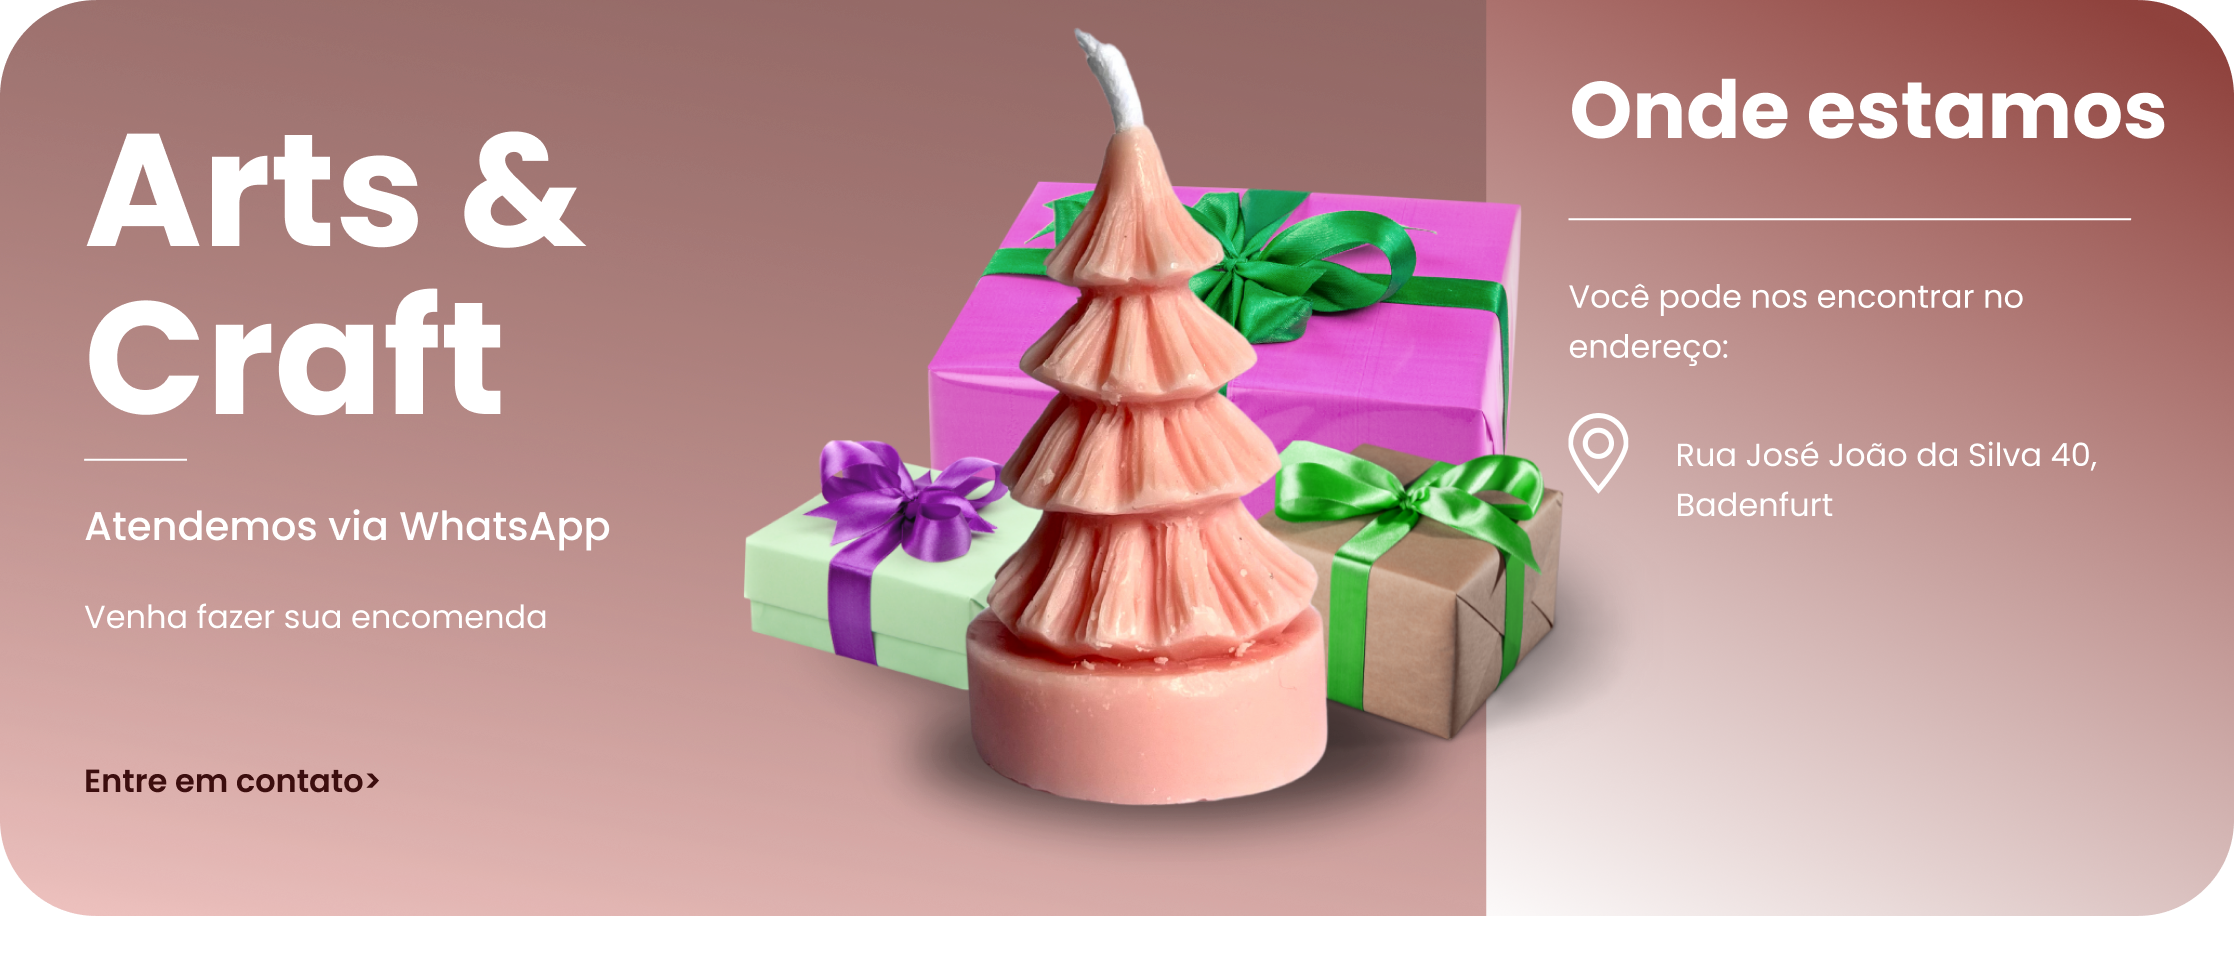 Arts &
Craft
Atendemos via WhatsApp
Venha fazer sua encomenda
Entre em contato>
Onde estamos
Você pode nos encontrar no
endereço:
Rua José João da Silva 40,
Badenfurt